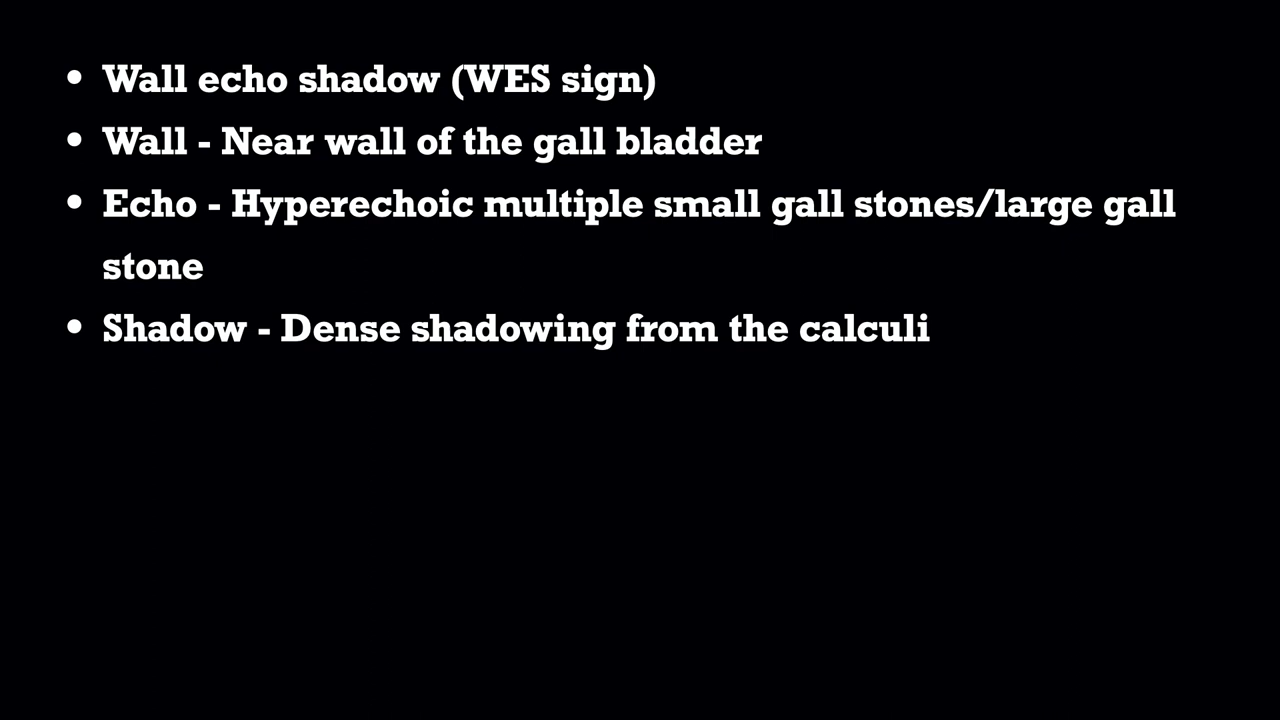 • Wall echo shadow (WES sign)
• Wall - Near wall of the gall bladder
• Echo - Hyperechoic multiple small gall stones/large gall
stone
• Shadow - Dense shadowing from the calculi